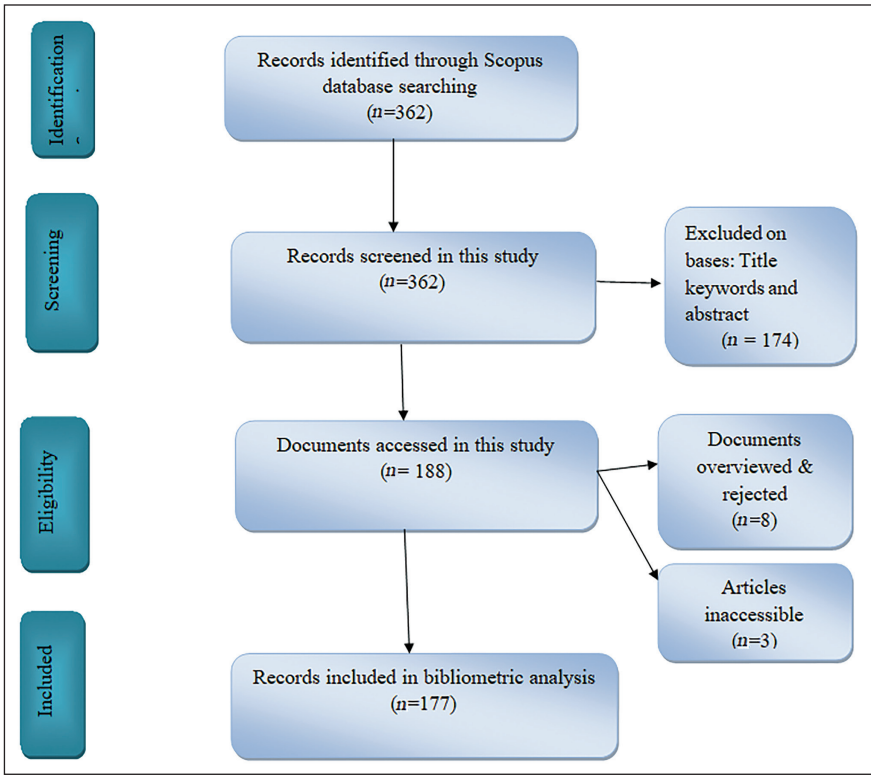 Identification
Records identified through Scopus
database searching
(n=362)
Screening
Records screened in this study
(n=362)
Excluded on
bases: Title
keywords and
abstract
(n = 174)
Eligibility
Documents accessed in this study
(n= 188)
Documents
overviewed &
rejected
(n=8)
Articles
inaccessible
(n=3)
Included
Records included in bibliometric analysis
(n=177)